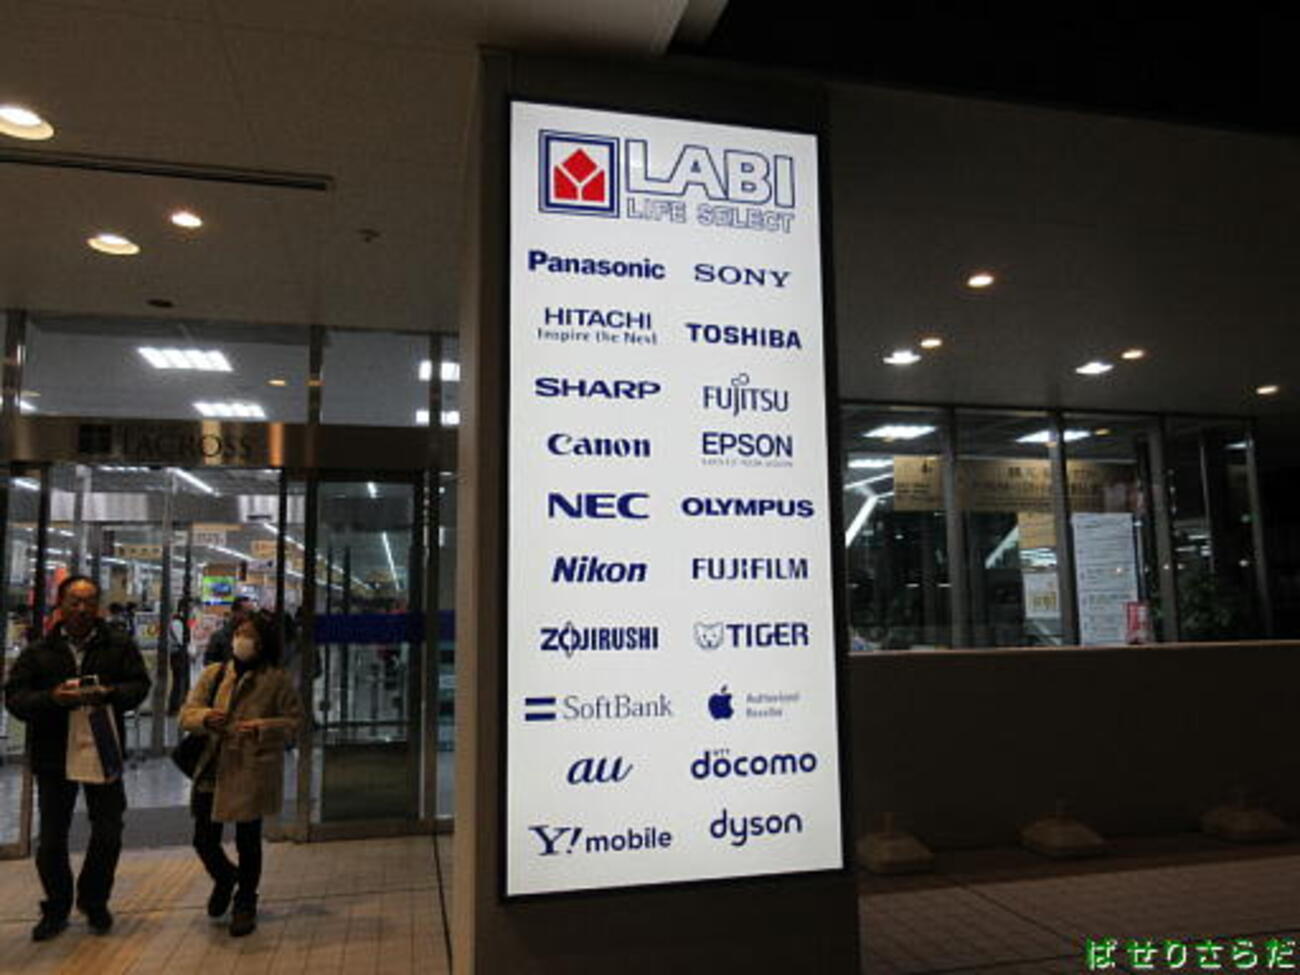 LABI
LIFE SELECT
Panasonic SONY
HITACHI
Inspire the Next
TOSHIBA
SHARP FUJITSU
Canon EPSON
NEC OLYMPUS
Nikon FUJIFILM
ZOJIRUSHI TIGER
SoftBank Authorized
Reseller
au docomo
Y!mobile dyson
LACROSS
ぱせりさらだ